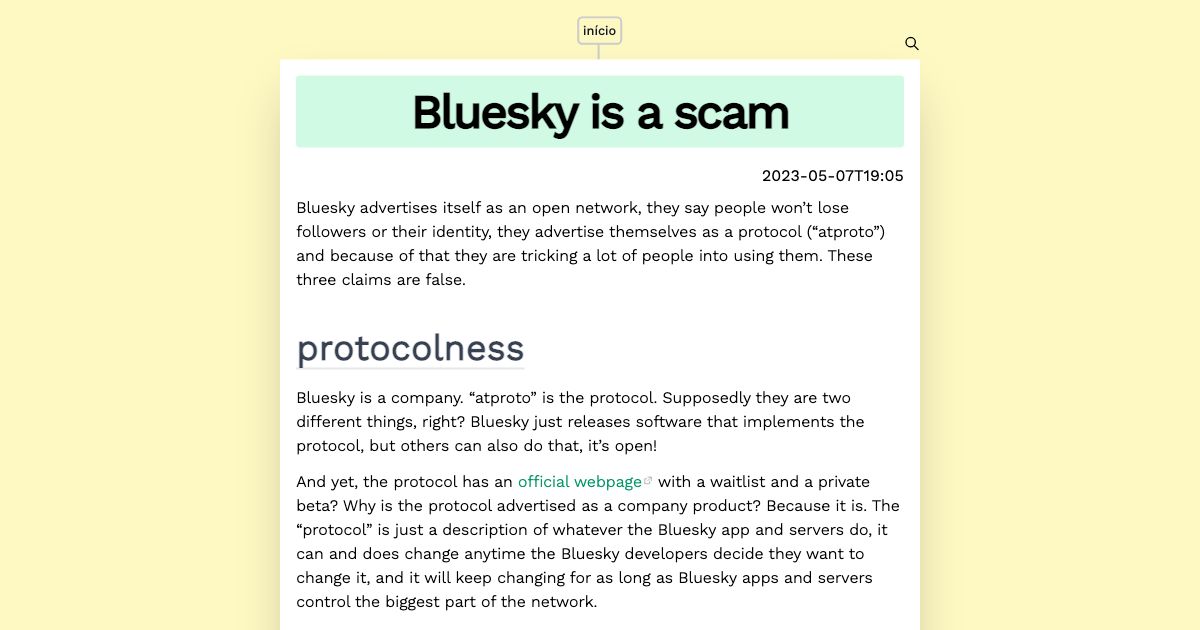 início
Bluesky is a scam
2023-05-07T19:05
Bluesky advertises itself as an open network, they say people won’t lose
followers or their identity, they advertise themselves as a protocol (“atproto”)
and because of that they are tricking a lot of people into using them. These
three claims are false.
protocolness
Bluesky is a company. “atproto” is the protocol. Supposedly they are two
different things, right? Bluesky just releases software that implements the
protocol, but others can also do that, it’s open!
And yet, the protocol has an official webpage with a waitlist and a private
beta? Why is the protocol advertised as a company product? Because it is. The
“protocol” is just a description of whatever the Bluesky app and servers do, it
can and does change anytime the Bluesky developers decide they want to
change it, and it will keep changing for as long as Bluesky apps and servers
control the biggest part of the network.